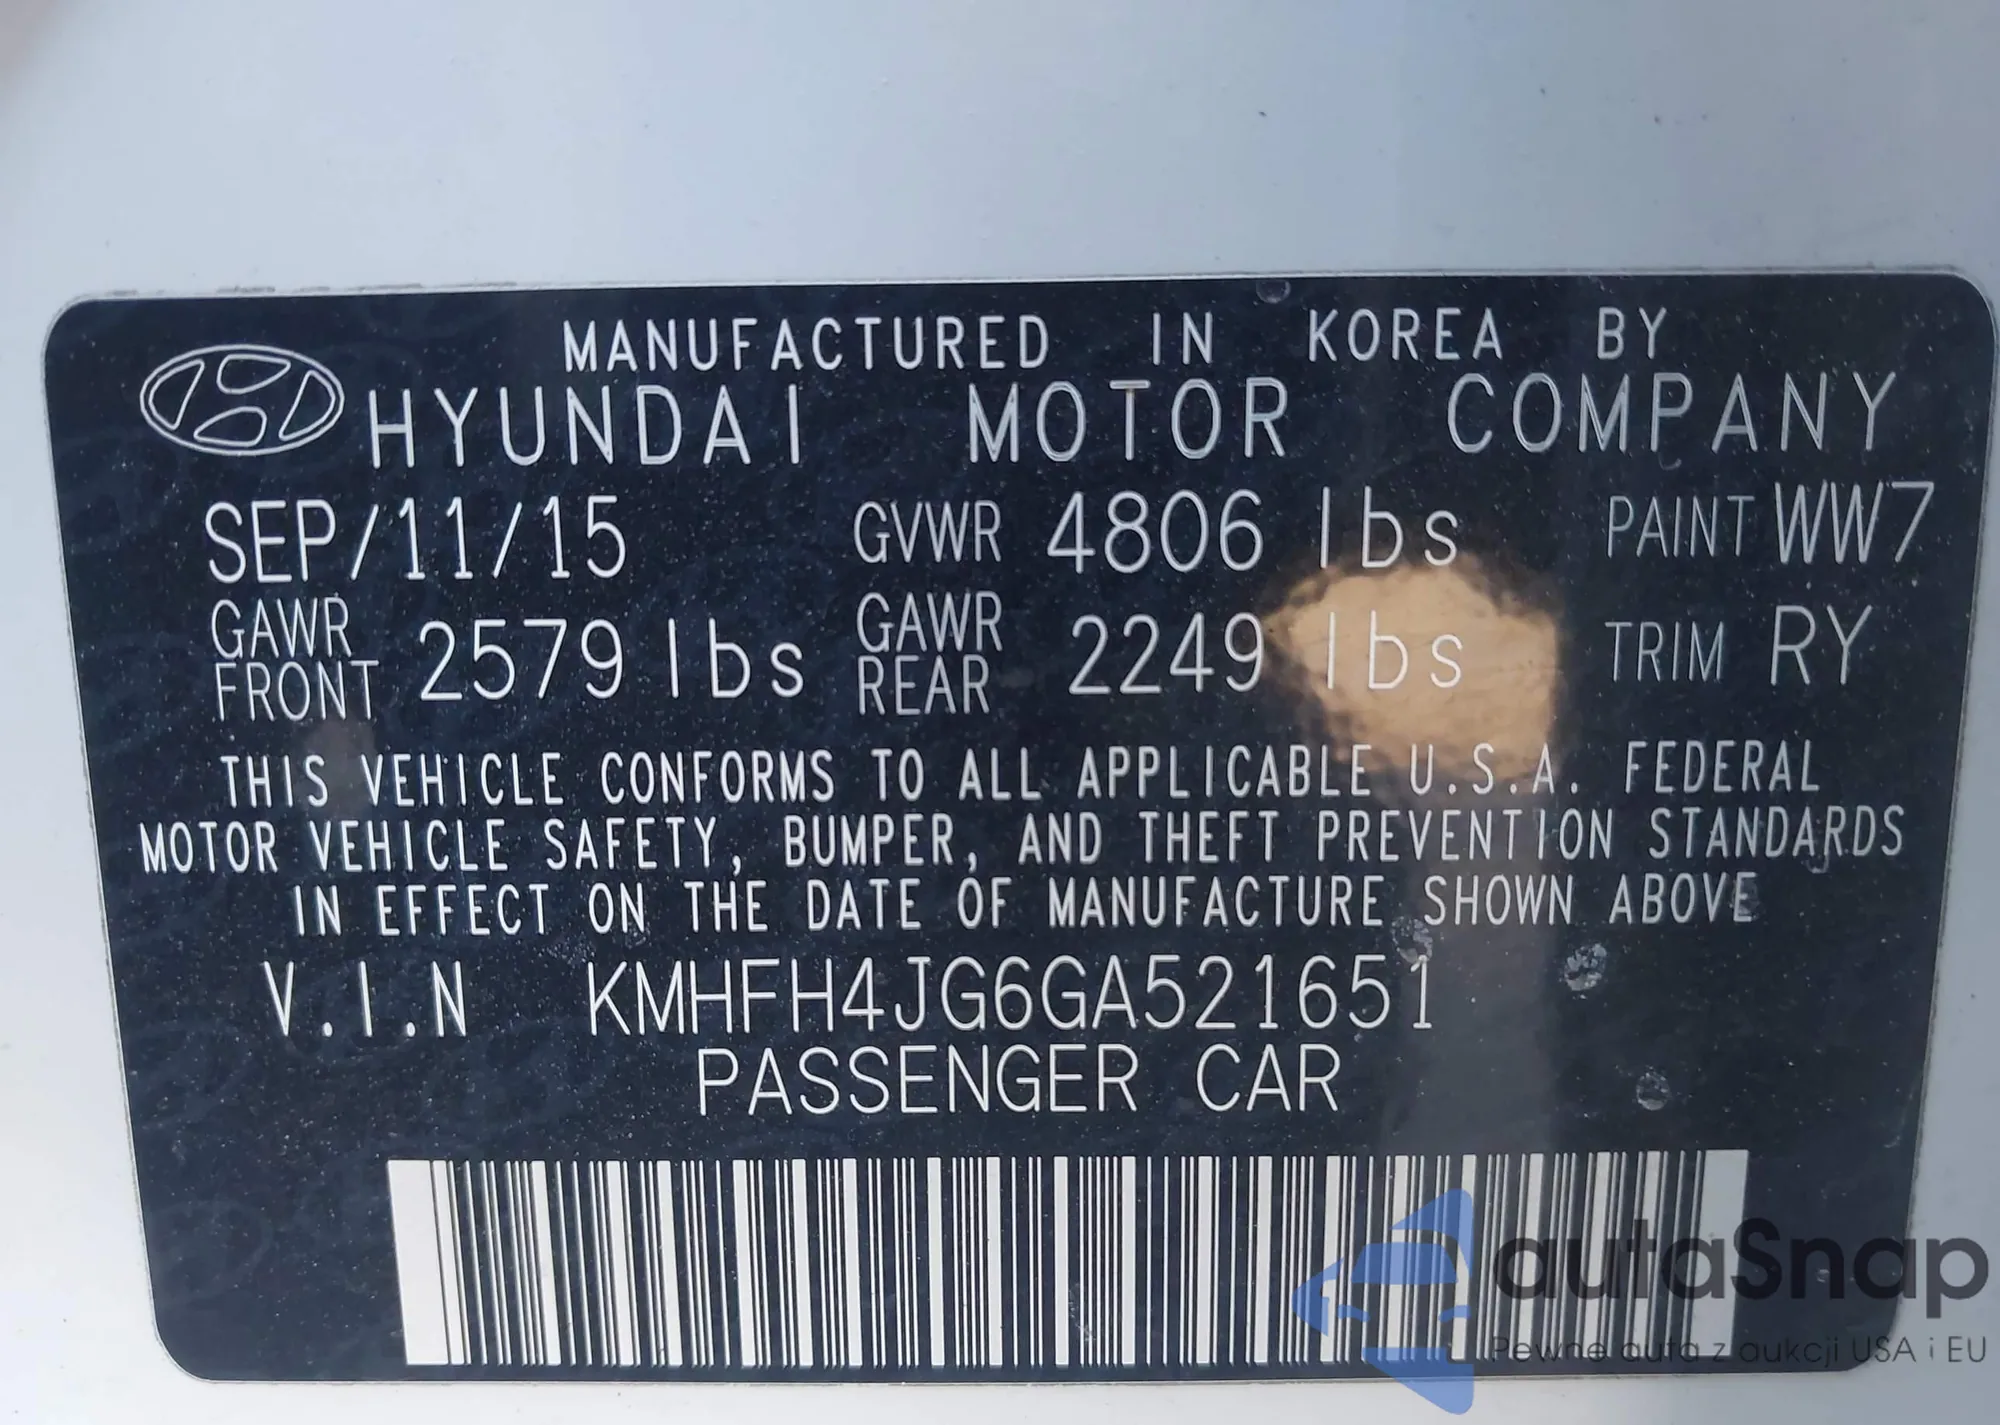 MANUFACTURED IN KOREA BY
HYUNDAI MOTOR COMPANY
SEP/11/15 GVWR 4806 lbs PAINT WW7
GAWR FRONT 2579 lbs GAWR REAR 2249 lbs TRIM RY
THIS VEHICLE CONFORMS TO ALL APPLICABLE U.S.A. FEDERAL
MOTOR VEHICLE SAFETY, BUMPER, AND THEFT PREVENTION STANDARDS
IN EFFECT ON THE DATE OF MANUFACTURE SHOWN ABOVE
V.I.N KMHFH4JG6GA521651
PASSENGER CAR
autaSnap
Pewne auta z aukcji USA i EU